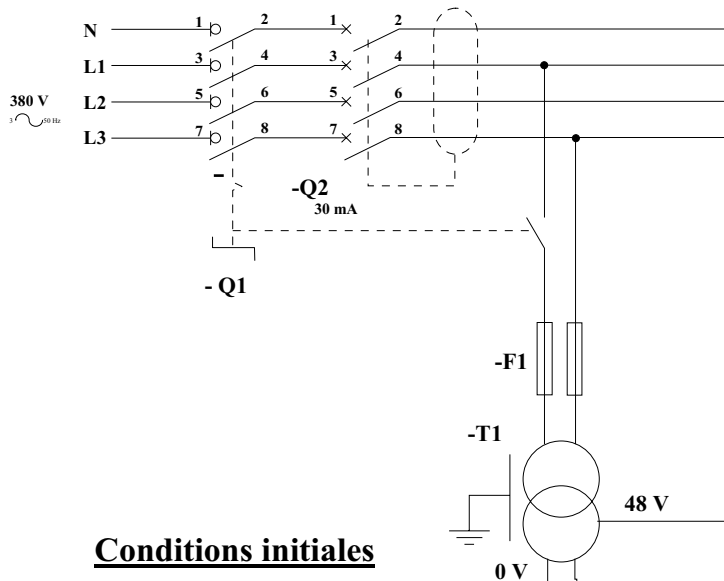 N 1 2 1 2
L1 3 4 3 4
L2 5 6 5 6
380 V
3 50 Hz
L3 7 8 7 8
-Q2
30 mA
- Q1
-F1
-T1
48 V
Conditions initiales
0 V